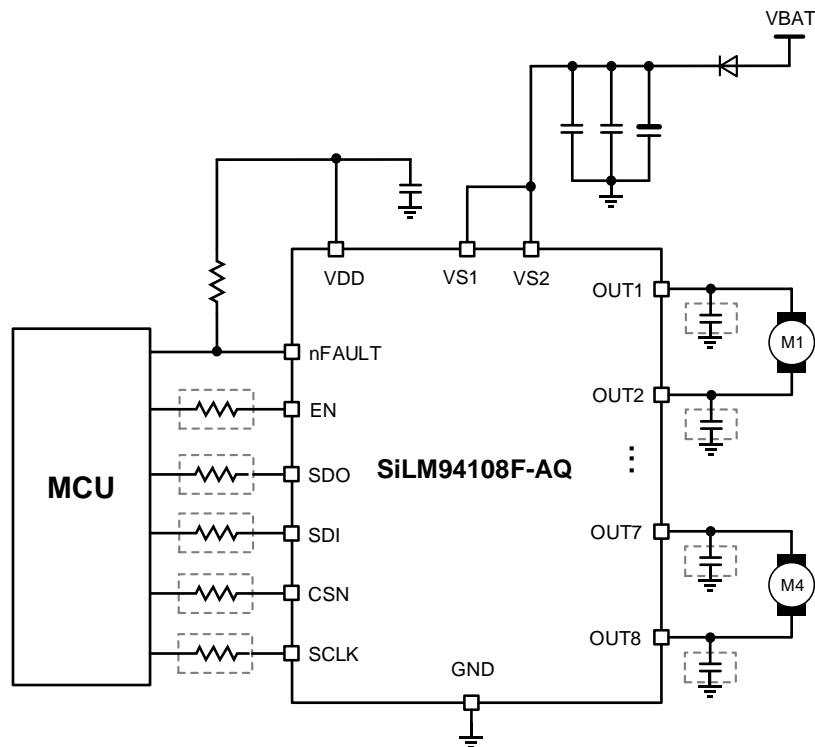 VBAT
VDD
VS1
VS2
OUT1
M1
nFAULT
OUT2
EN
SiLM94108F-AQ
MCU
SDO
SDI
OUT7
CSN
M4
SCLK
OUT8
GND